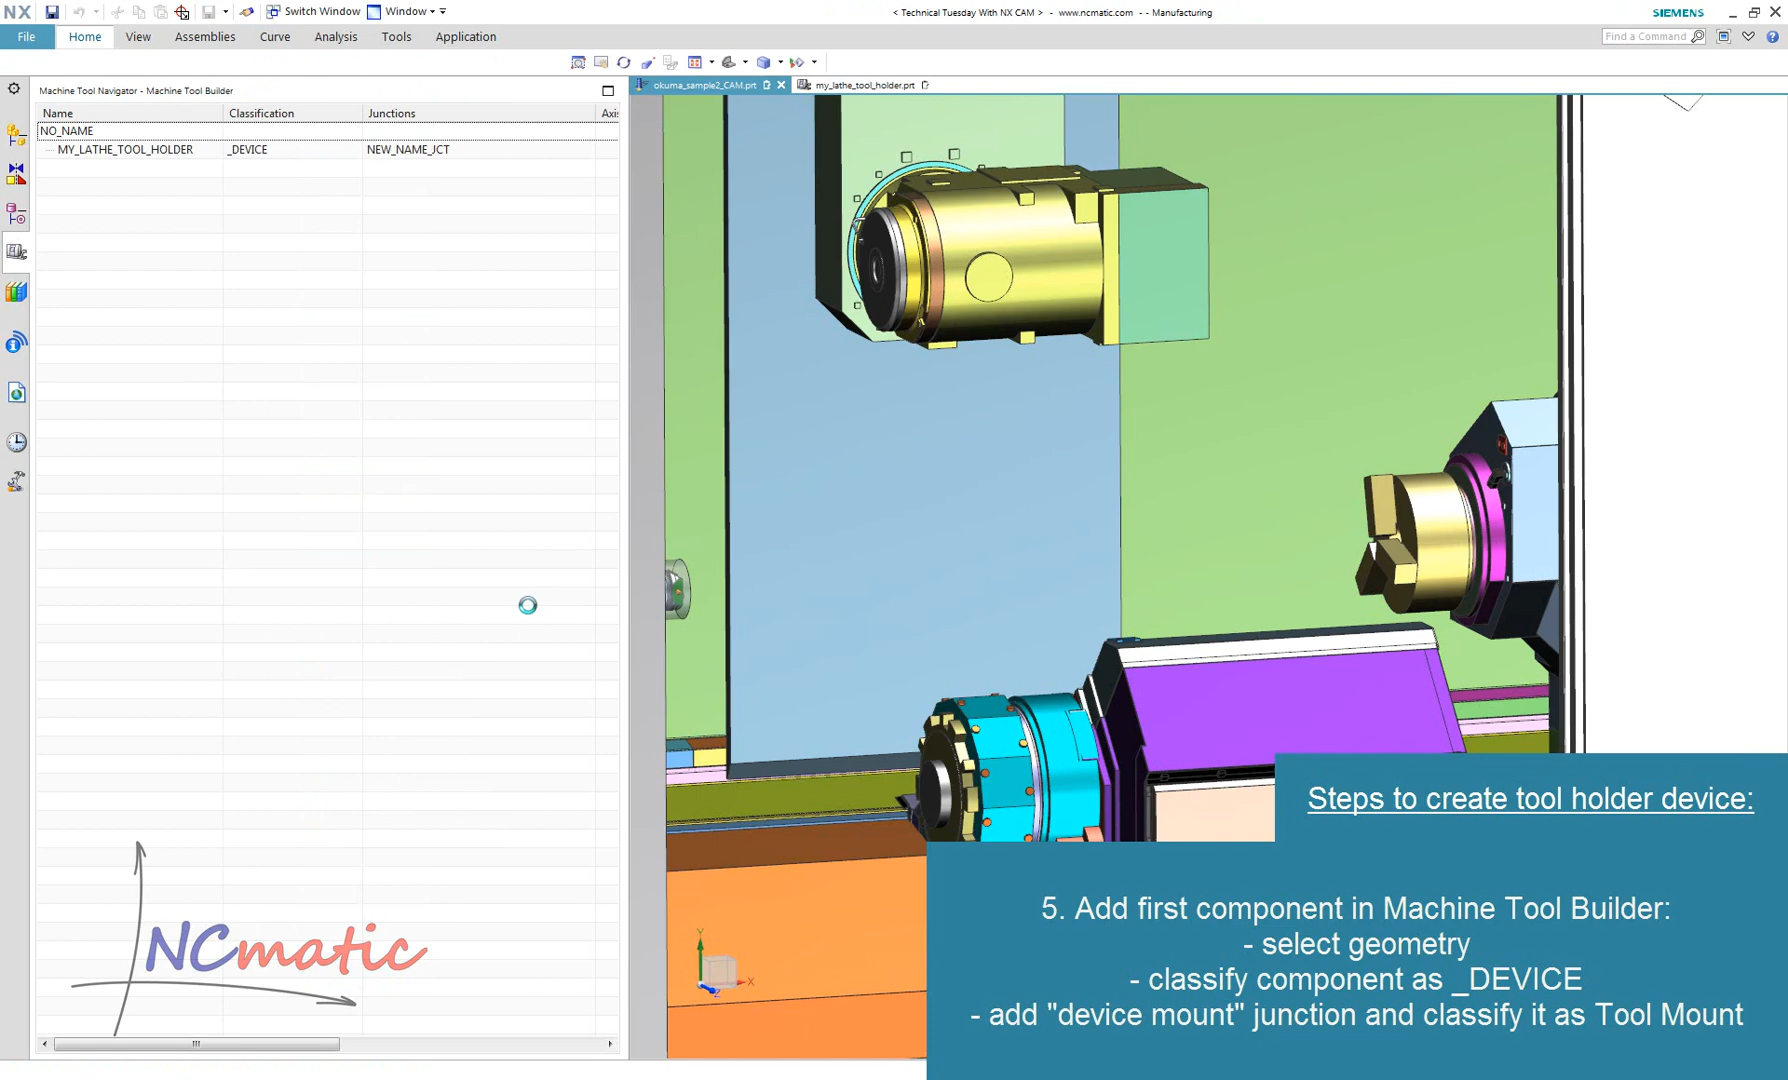 NX
Switch Window
Window
< Technical Tuesday With NX CAM > - www.ncmatic.com - - Manufacturing
SIEMENS
File
Home
View
Assemblies
Curve
Analysis
Tools
Application
Find a Command
Machine Tool Navigator - Machine Tool Builder
okuma_sample2_CAM.prt
my_lathe_tool_holder.prt
Name
Classification
Junctions
Axi
NO_NAME
MY_LATHE_TOOL_HOLDER
_DEVICE
NEW_NAME_JCT
Y
X
Z
NCmatic
Steps to create tool holder device:
5. Add first component in Machine Tool Builder:
- select geometry
- classify component as _DEVICE
- add "device mount" junction and classify it as Tool Mount